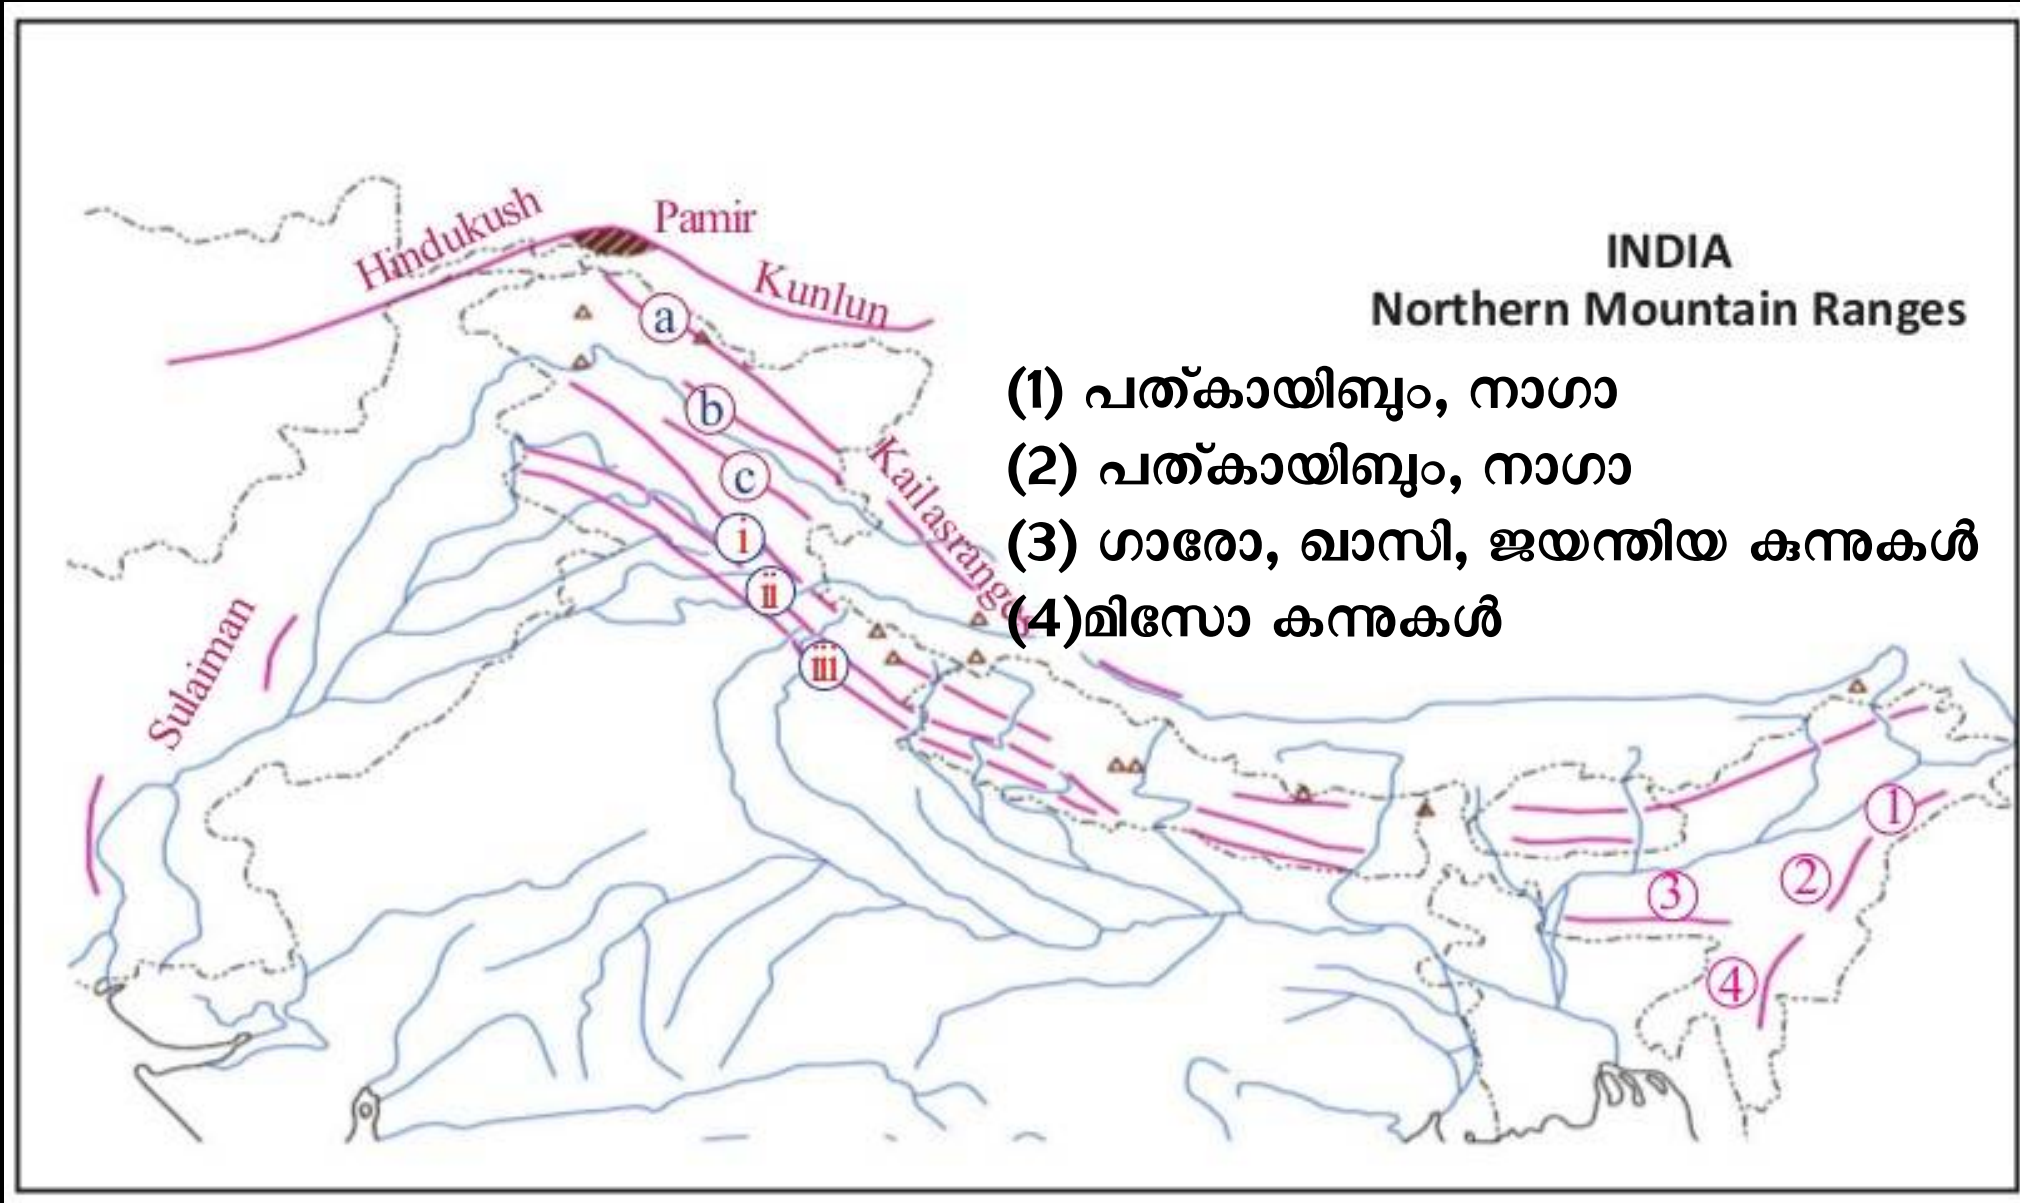 Hindukush
Pamir
Kunlun
INDIA
Northern Mountain Ranges
a
b
c
Kailasranges
(1) പത്കായിബും, നാഗാ
(2) പത്കായിബും, നാഗാ
(3) ഗാരോ, ഖാസി, ജയന്തിയ കുന്നുകൾ
(4)മിസോ കന്നുകൾ
i
ii
iii
Sulaiman
1
2
3
4